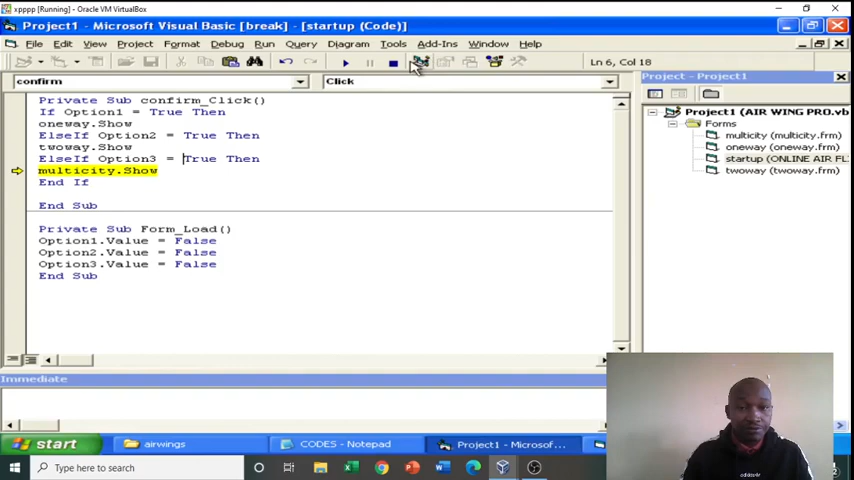 xpppp [Running] - Oracle VM VirtualBox
Project1 - Microsoft Visual Basic [break] - [startup (Code)]
File Edit View Project Format Debug Run Query Diagram Tools Add-Ins Window Help
Ln 6, Col 18
confirm
Click
Private Sub confirm_Click()
If Option1 = True Then
oneway.Show
ElseIf Option2 = True Then
twoway.Show
ElseIf Option3 = True Then
multicity.Show
End If
End Sub
Private Sub Form_Load()
Option1.Value = False
Option2.Value = False
Option3.Value = False
End Sub
Project - Project1
Project1 (AIR WING PRO.vb
Forms
multicity (multicity.frm)
oneway (oneway.frm)
startup (ONLINE AIR FL
twoway (twoway.frm)
Immediate
start
airwings
CODES - Notepad
Project1 - Microsof...
Type here to search